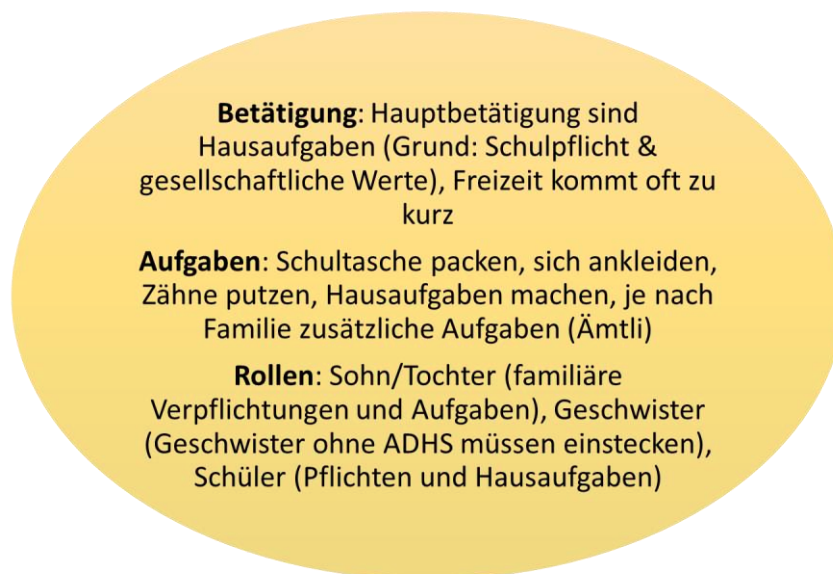 Betätigung: Hauptbetätigung sind
Hausaufgaben (Grund: Schulpflicht &
gesellschaftliche Werte), Freizeit kommt oft zu
kurz
Aufgaben: Schultasche packen, sich ankleiden,
Zähne putzen, Hausaufgaben machen, je nach
Familie zusätzliche Aufgaben (Ämtli)
Rollen: Sohn/Tochter (familiäre
Verpflichtungen und Aufgaben), Geschwister
(Geschwister ohne ADHS müssen einstecken),
Schüler (Pflichten und Hausaufgaben)